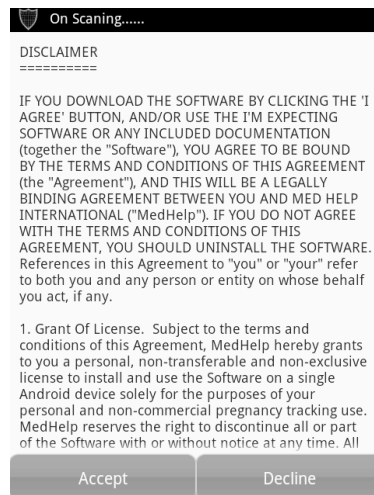 On Scaning......
DISCLAIMER
==========
IF YOU DOWNLOAD THE SOFTWARE BY CLICKING THE 'I
AGREE' BUTTON, AND/OR USE THE I'M EXPECTING
SOFTWARE OR ANY INCLUDED DOCUMENTATION
(together the "Software"), YOU AGREE TO BE BOUND
BY THE TERMS AND CONDITIONS OF THIS AGREEMENT
(the "Agreement"), AND THIS WILL BE A LEGALLY
BINDING AGREEMENT BETWEEN YOU AND MED HELP
INTERNATIONAL ("MedHelp"). IF YOU DO NOT AGREE
WITH THE TERMS AND CONDITIONS OF THIS
AGREEMENT, YOU SHOULD UNINSTALL THE SOFTWARE.
References in this Agreement to "you" or "your" refer
to both you and any person or entity on whose behalf
you act, if any.
1. Grant Of License.  Subject to the terms and
conditions of this Agreement, MedHelp hereby grants
to you a personal, non-transferable and non-exclusive
license to install and use the Software on a single
Android device solely for the purposes of your
personal and non-commercial pregnancy tracking use.
MedHelp reserves the right to discontinue all or part
of the Software with or without notice at any time. All
Accept
Decline